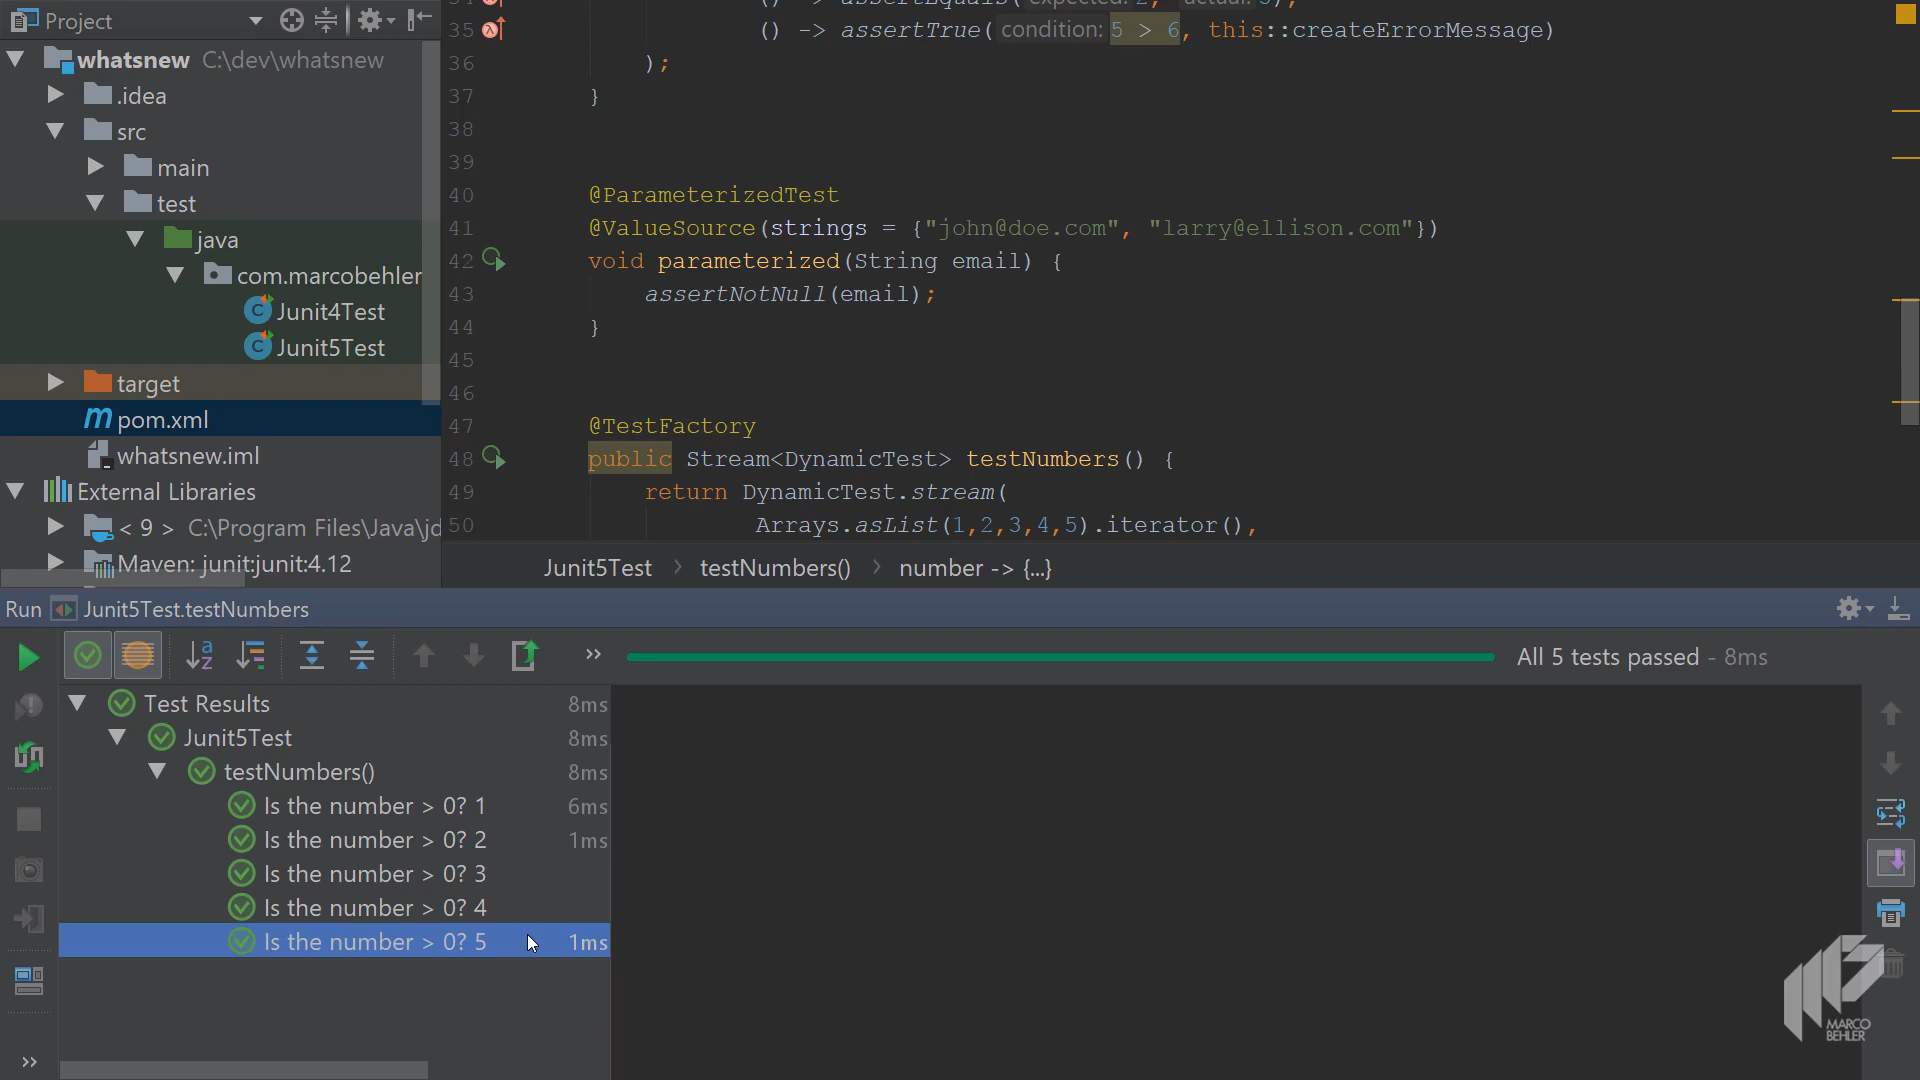 Project
whatsnew C:\dev\whatsnew
.idea
src
main
test
java
com.marcobehler
Junit4Test
Junit5Test
target
pom.xml
whatsnew.iml
External Libraries
< 9 > C:\Program Files\Java\jd
Maven: junit:junit:4.12
35 () -> assertTrue( condition: 5 > 6, this::createErrorMessage)
36 );
37 }
38
39
40 @ParameterizedTest
41 @ValueSource(strings = {"john@doe.com", "larry@ellison.com"})
42 void parameterized(String email) {
43 assertNotNull(email);
44 }
45
46
47 @TestFactory
48 public Stream<DynamicTest> testNumbers() {
49 return DynamicTest.stream(
50 Arrays.asList(1,2,3,4,5).iterator(),
Junit5Test > testNumbers() > number -> {...}
Run Junit5Test.testNumbers
All 5 tests passed - 8ms
Test Results 8ms
Junit5Test 8ms
testNumbers() 8ms
Is the number > 0? 1 6ms
Is the number > 0? 2 1ms
Is the number > 0? 3
Is the number > 0? 4
Is the number > 0? 5 1ms
MARCO
BEHLER